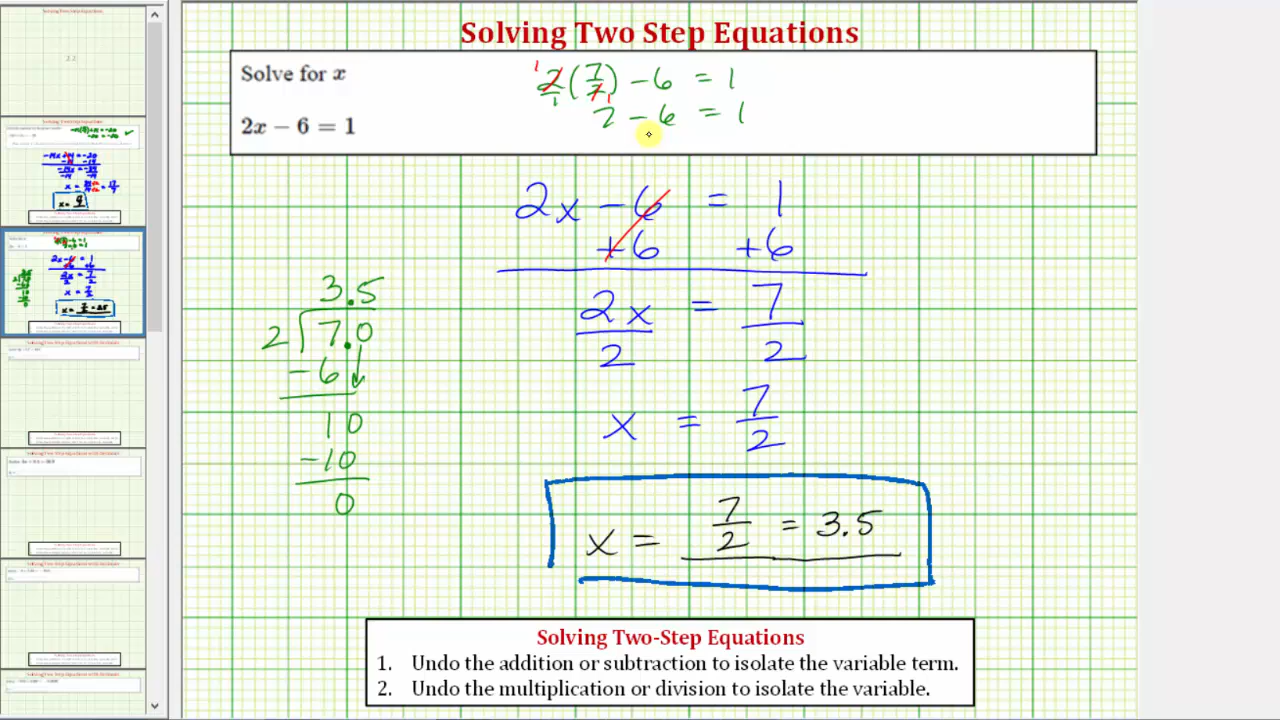 Solving Two Step Equations
Solve for x
2x − 6 = 1
2/1 (7/2) − 6 = 1
7 − 6 = 1
2x − 6 = 1
+6 +6
2x/2 = 7/2
x = 7/2
3.5
2 7.0
−6
10
−10
0
x = 7/2 = 3.5
Solving Two-Step Equations
1. Undo the addition or subtraction to isolate the variable term.
2. Undo the multiplication or division to isolate the variable.